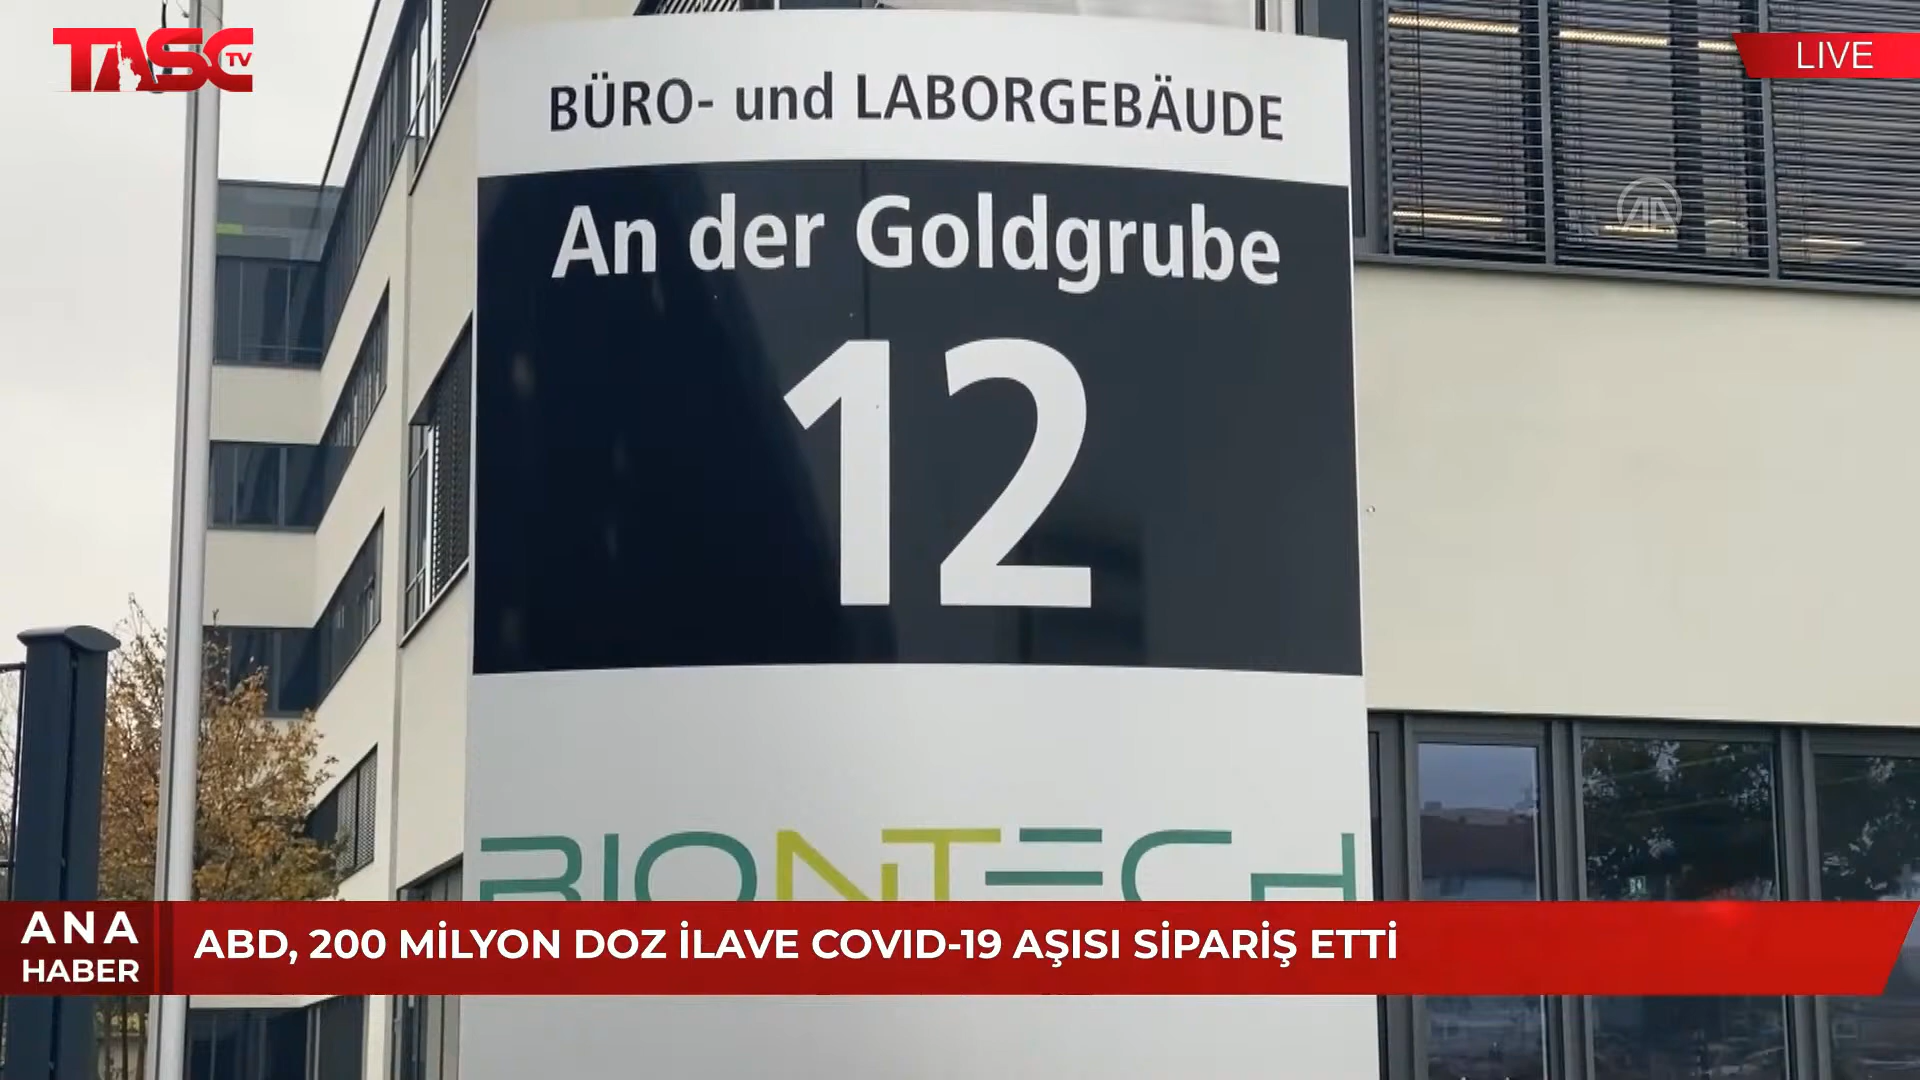 TASC TV
LIVE
BÜRO- und LABORGEBÄUDE
An der Goldgrube
12
AA
BIONTECH
ANA HABER
ABD, 200 MİLYON DOZ İLAVE COVID-19 AŞISI SİPARİŞ ETTİ